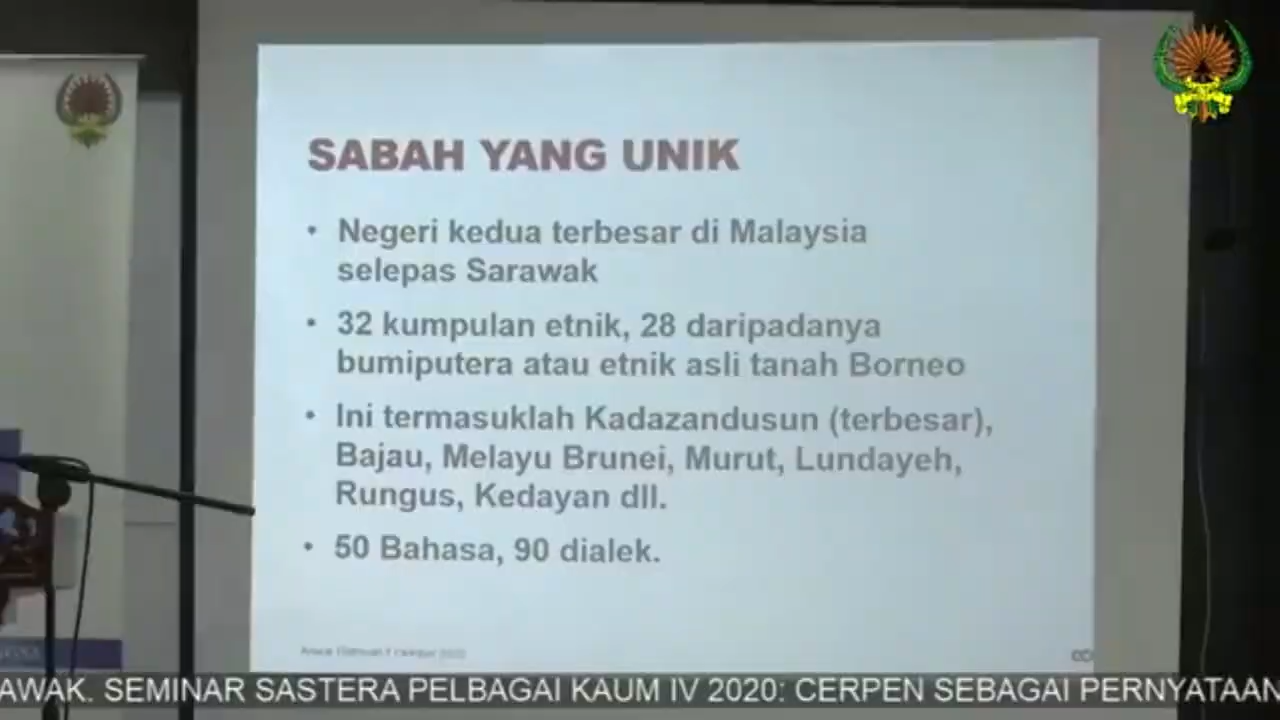 SABAH YANG UNIK
• Negeri kedua terbesar di Malaysia
selepas Sarawak
• 32 kumpulan etnik, 28 daripadanya
bumiputera atau etnik asli tanah Borneo
• Ini termasuklah Kadazandusun (terbesar),
Bajau, Melayu Brunei, Murut, Lundayeh,
Rungus, Kedayan dll.
• 50 Bahasa, 90 dialek.
AWAK. SEMINAR SASTERA PELBAGAI KAUM IV 2020: CERPEN SEBAGAI PERNYATAAN